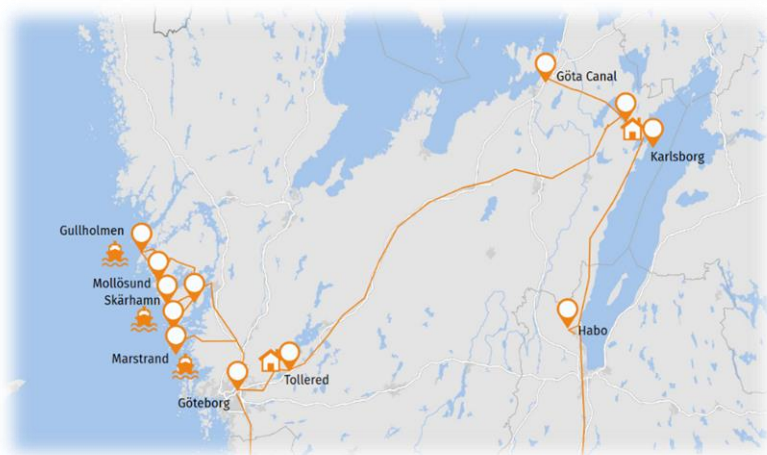 Göta Canal
Karlsborg
Gullholmen
Mollösund
Skärhamn
Marstrand
Habo
Tollered
Göteborg